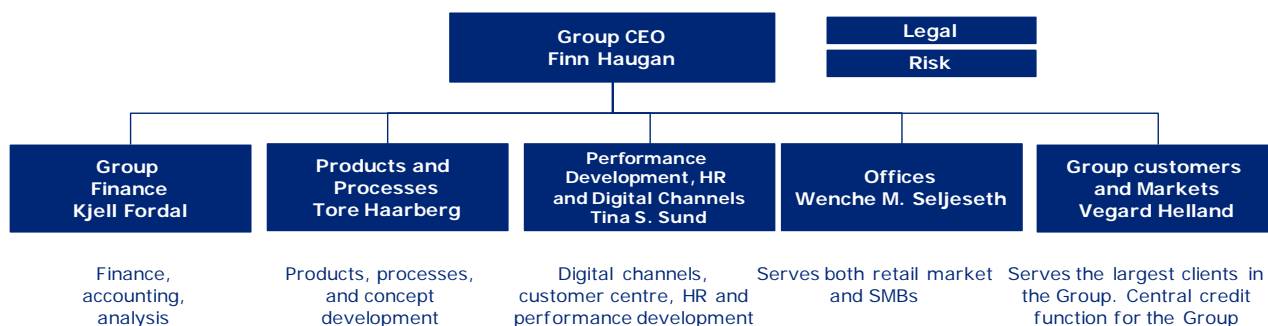 Group CEO
Finn Haugan
Legal
Risk
Group
Finance
Kjell Fordal
Products and
Processes
Tore Haarberg
Performance
Development, HR
and Digital Channels
Tina S. Sund
Offices
Wenche M. Seljeseth
Group customers
and Markets
Vegard Helland
Finance,
accounting,
analysis
Products, processes,
and concept
development
Digital channels,
customer centre, HR and
performance development
Serves both retail market
and SMBs
Serves the largest clients in
the Group. Central credit
function for the Group